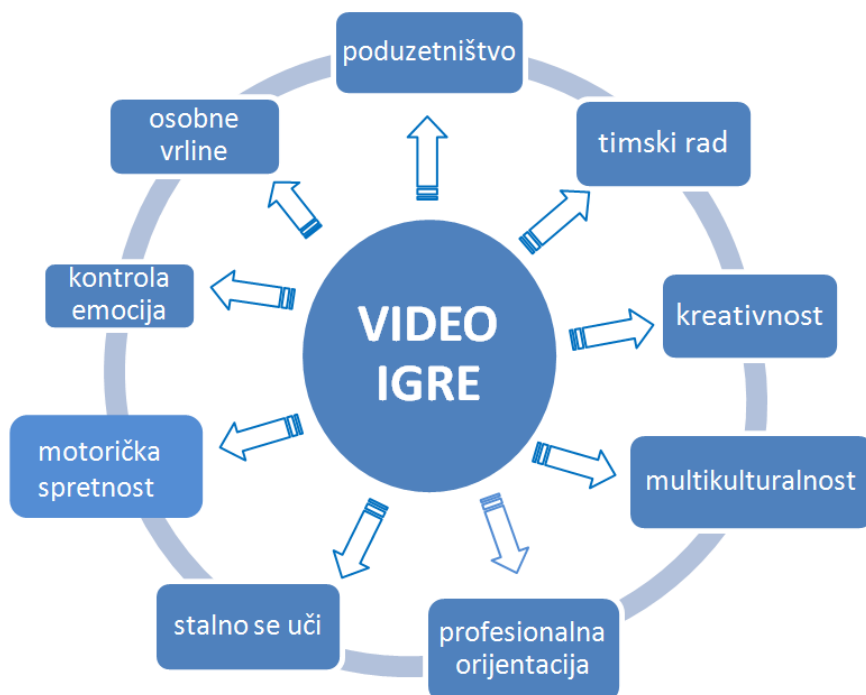 poduzetništvo
timski rad
kreativnost
multikulturalnost
profesionalna
orijentacija
stalno se uči
motorička
spretnost
kontrola
emocija
osobne
vrline
VIDEO
IGRE